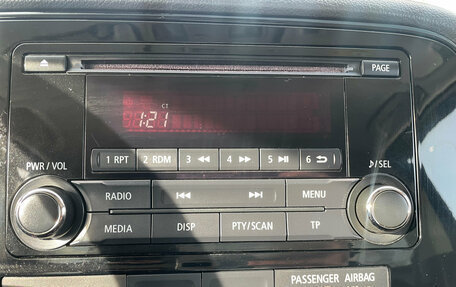 PAGE
CT
1:21
1 RPT 2 RDM 3 4 5 6
PWR / VOL
♪/SEL
RADIO MENU
MEDIA DISP PTY/SCAN TP
PASSENGER AIRBAG